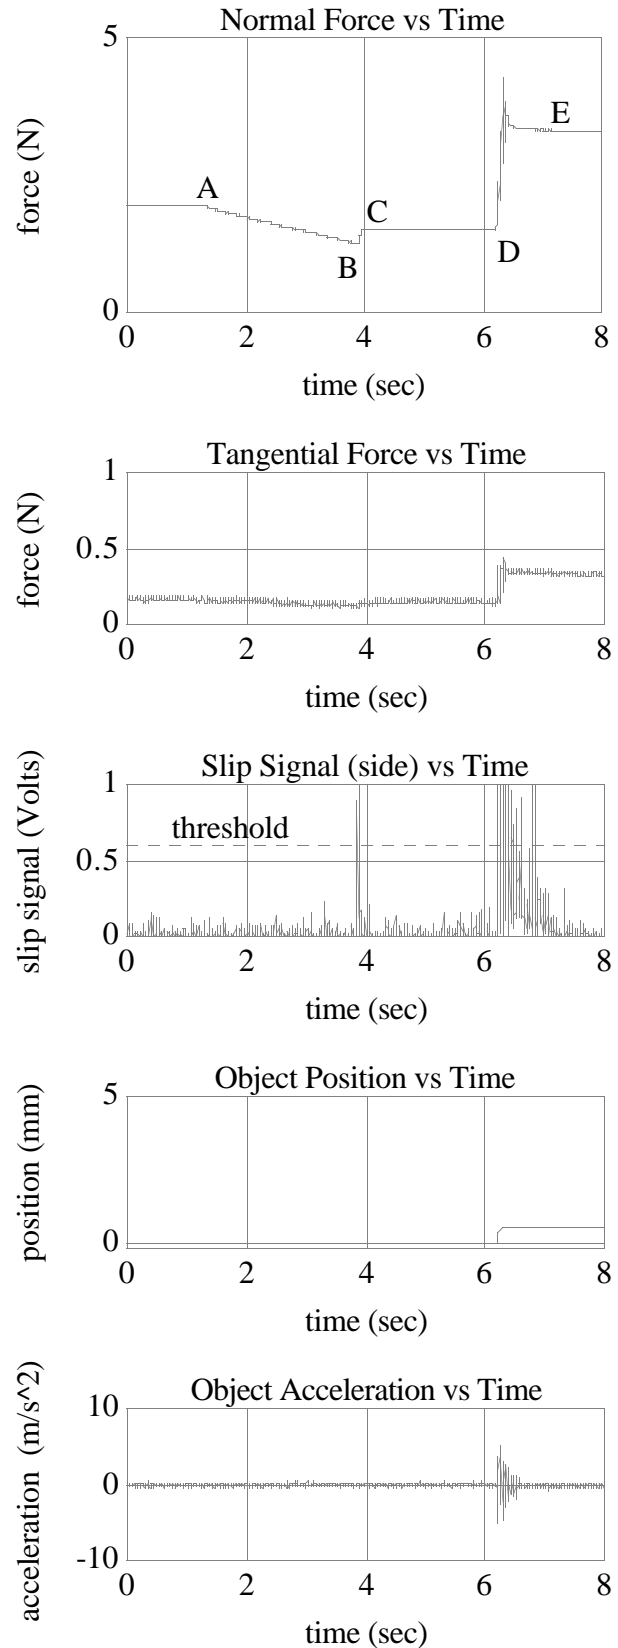 Normal Force vs Time
5
force (N)
A
B
C
D
E
0
0 2 4 6 8
time (sec)
Tangential Force vs Time
1
force (N)
0.5
0
0 2 4 6 8
time (sec)
Slip Signal (side) vs Time
1
slip signal (Volts)
threshold
0.5
0
0 2 4 6 8
time (sec)
Object Position vs Time
5
position (mm)
0
0 2 4 6 8
time (sec)
Object Acceleration vs Time
10
acceleration (m/s^2)
0
-10
0 2 4 6 8
time (sec)